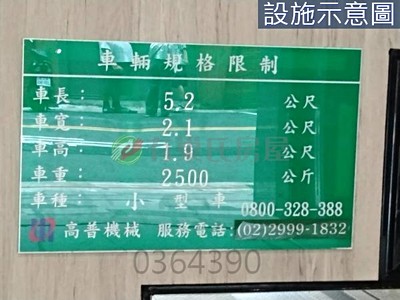 設施示意圖
車輛規格限制
車長： 5.2 公尺
車寬： 2.1 公尺
車高： 1.9 公尺
車重： 2500 公斤
車種： 小型車
0800-328-388
高普機械 服務電話：(02)2999-1832
0364390